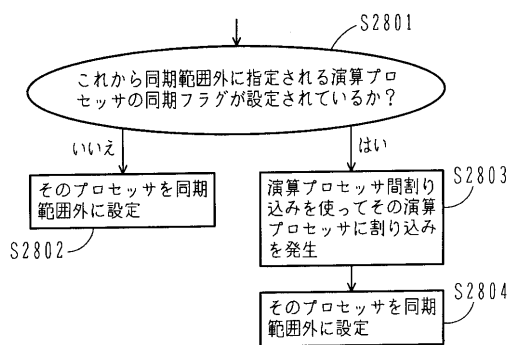 S2801
これから同期範囲外に指定される演算プロ
セッサの同期フラグが設定されているか？
いいえ
はい
そのプロセッサを同期
範囲外に設定
S2802
演算プロセッサ間割り
込みを使ってその演算
プロセッサに割り込み
を発生
S2803
そのプロセッサを同期
範囲外に設定
S2804